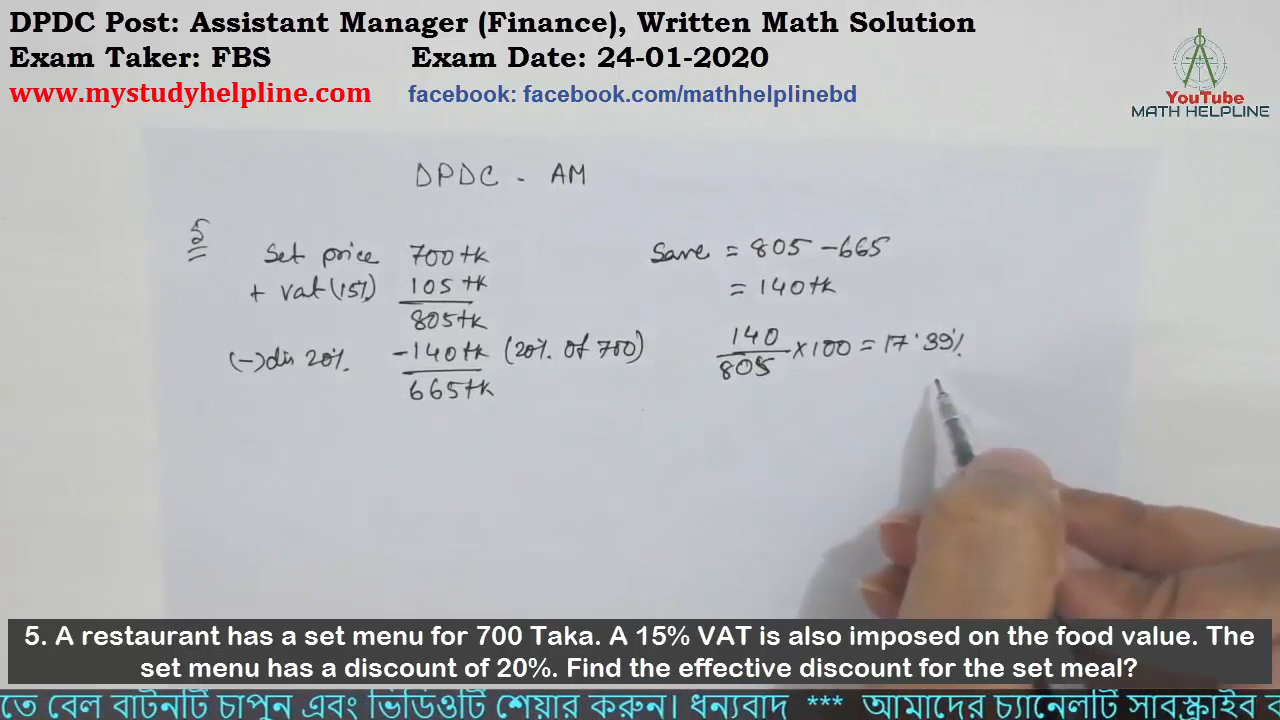 DPDC Post: Assistant Manager (Finance), Written Math Solution
Exam Taker: FBS Exam Date: 24-01-2020
www.mystudyhelpline.com facebook: facebook.com/mathhelplinebd
YouTube
MATH HELPLINE
DPDC - AM
Set price 700tk
+ vat (15%) 105 tk
805tk
(-) dis 20% -140tk (20% of 700)
665tk
Save = 805 - 665
= 140tk
140/805 × 100 = 17.39%
5. A restaurant has a set menu for 700 Taka. A 15% VAT is also imposed on the food value. The
set menu has a discount of 20%. Find the effective discount for the set meal?
তে বেল বাটনটি চাপুন এবং ভিডিওটি শেয়ার করুন। ধন্যবাদ *** আমাদের চ্যানেলটি সাবস্ক্রাইব